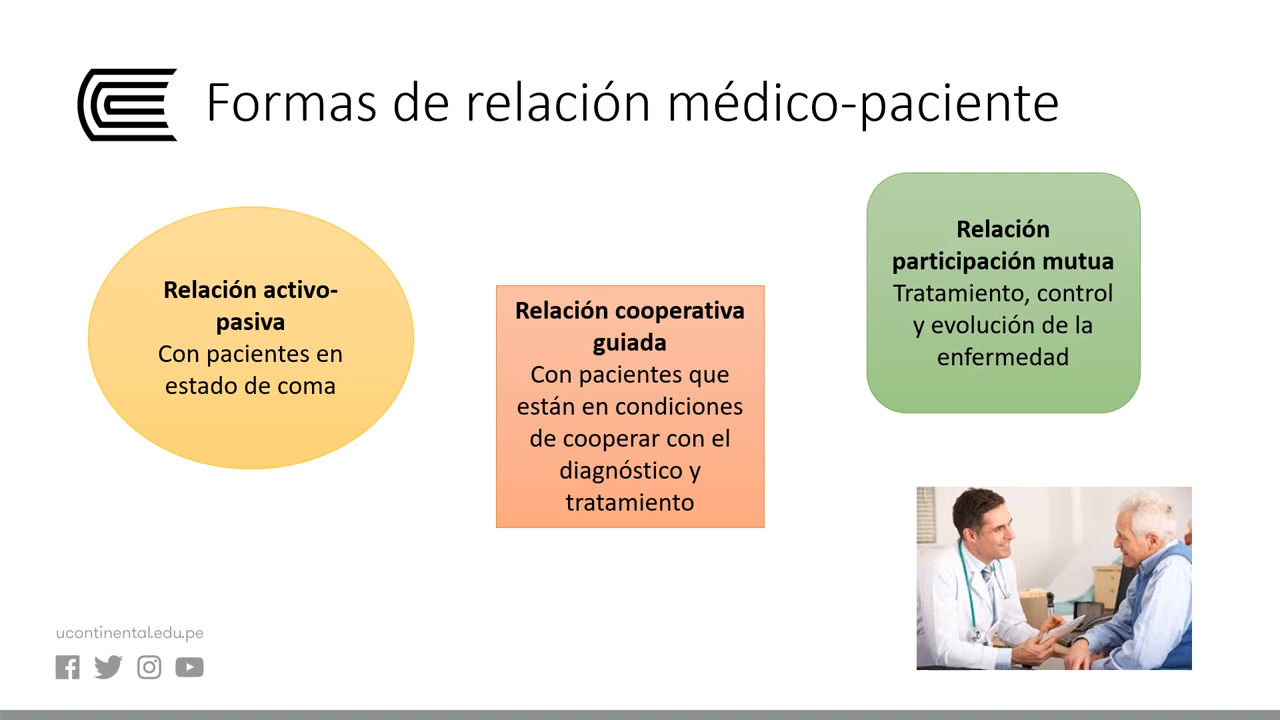 Formas de relación médico-paciente
Relación activo-
pasiva
Con pacientes en
estado de coma
Relación cooperativa
guiada
Con pacientes que
están en condiciones
de cooperar con el
diagnóstico y
tratamiento
Relación
participación mutua
Tratamiento, control
y evolución de la
enfermedad
ucontinental.edu.pe